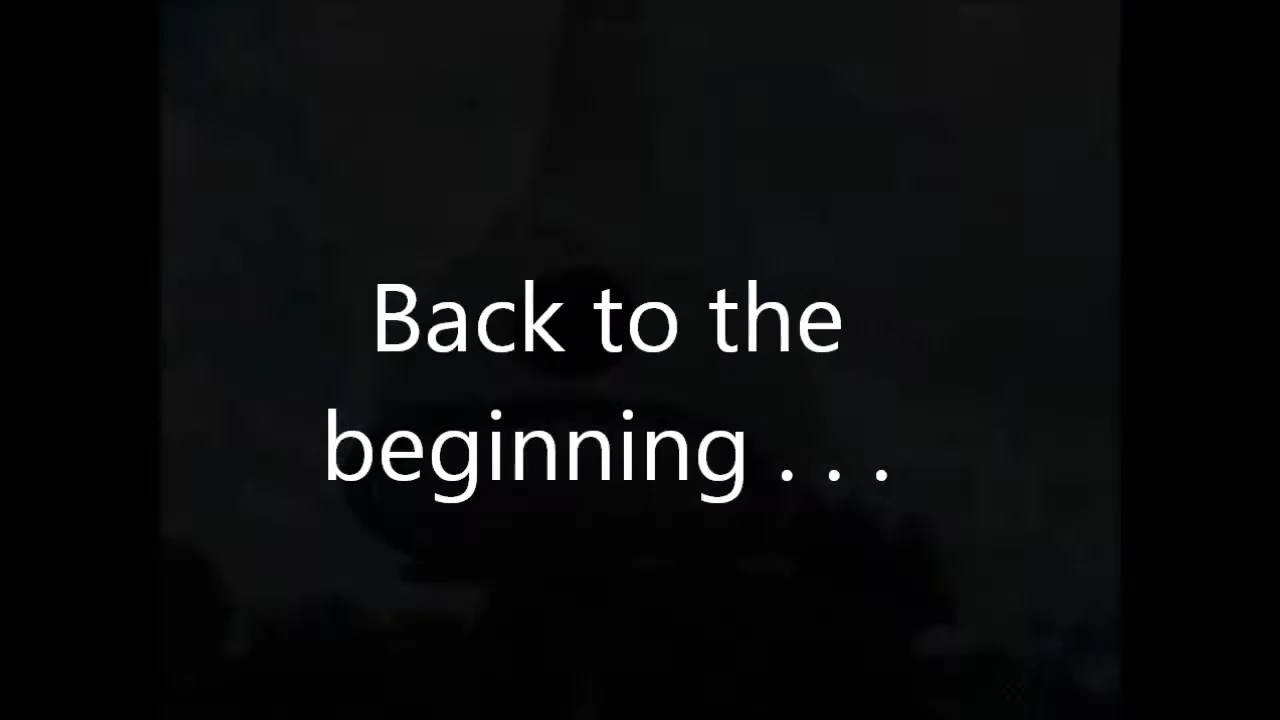 Back to the
beginning . . .